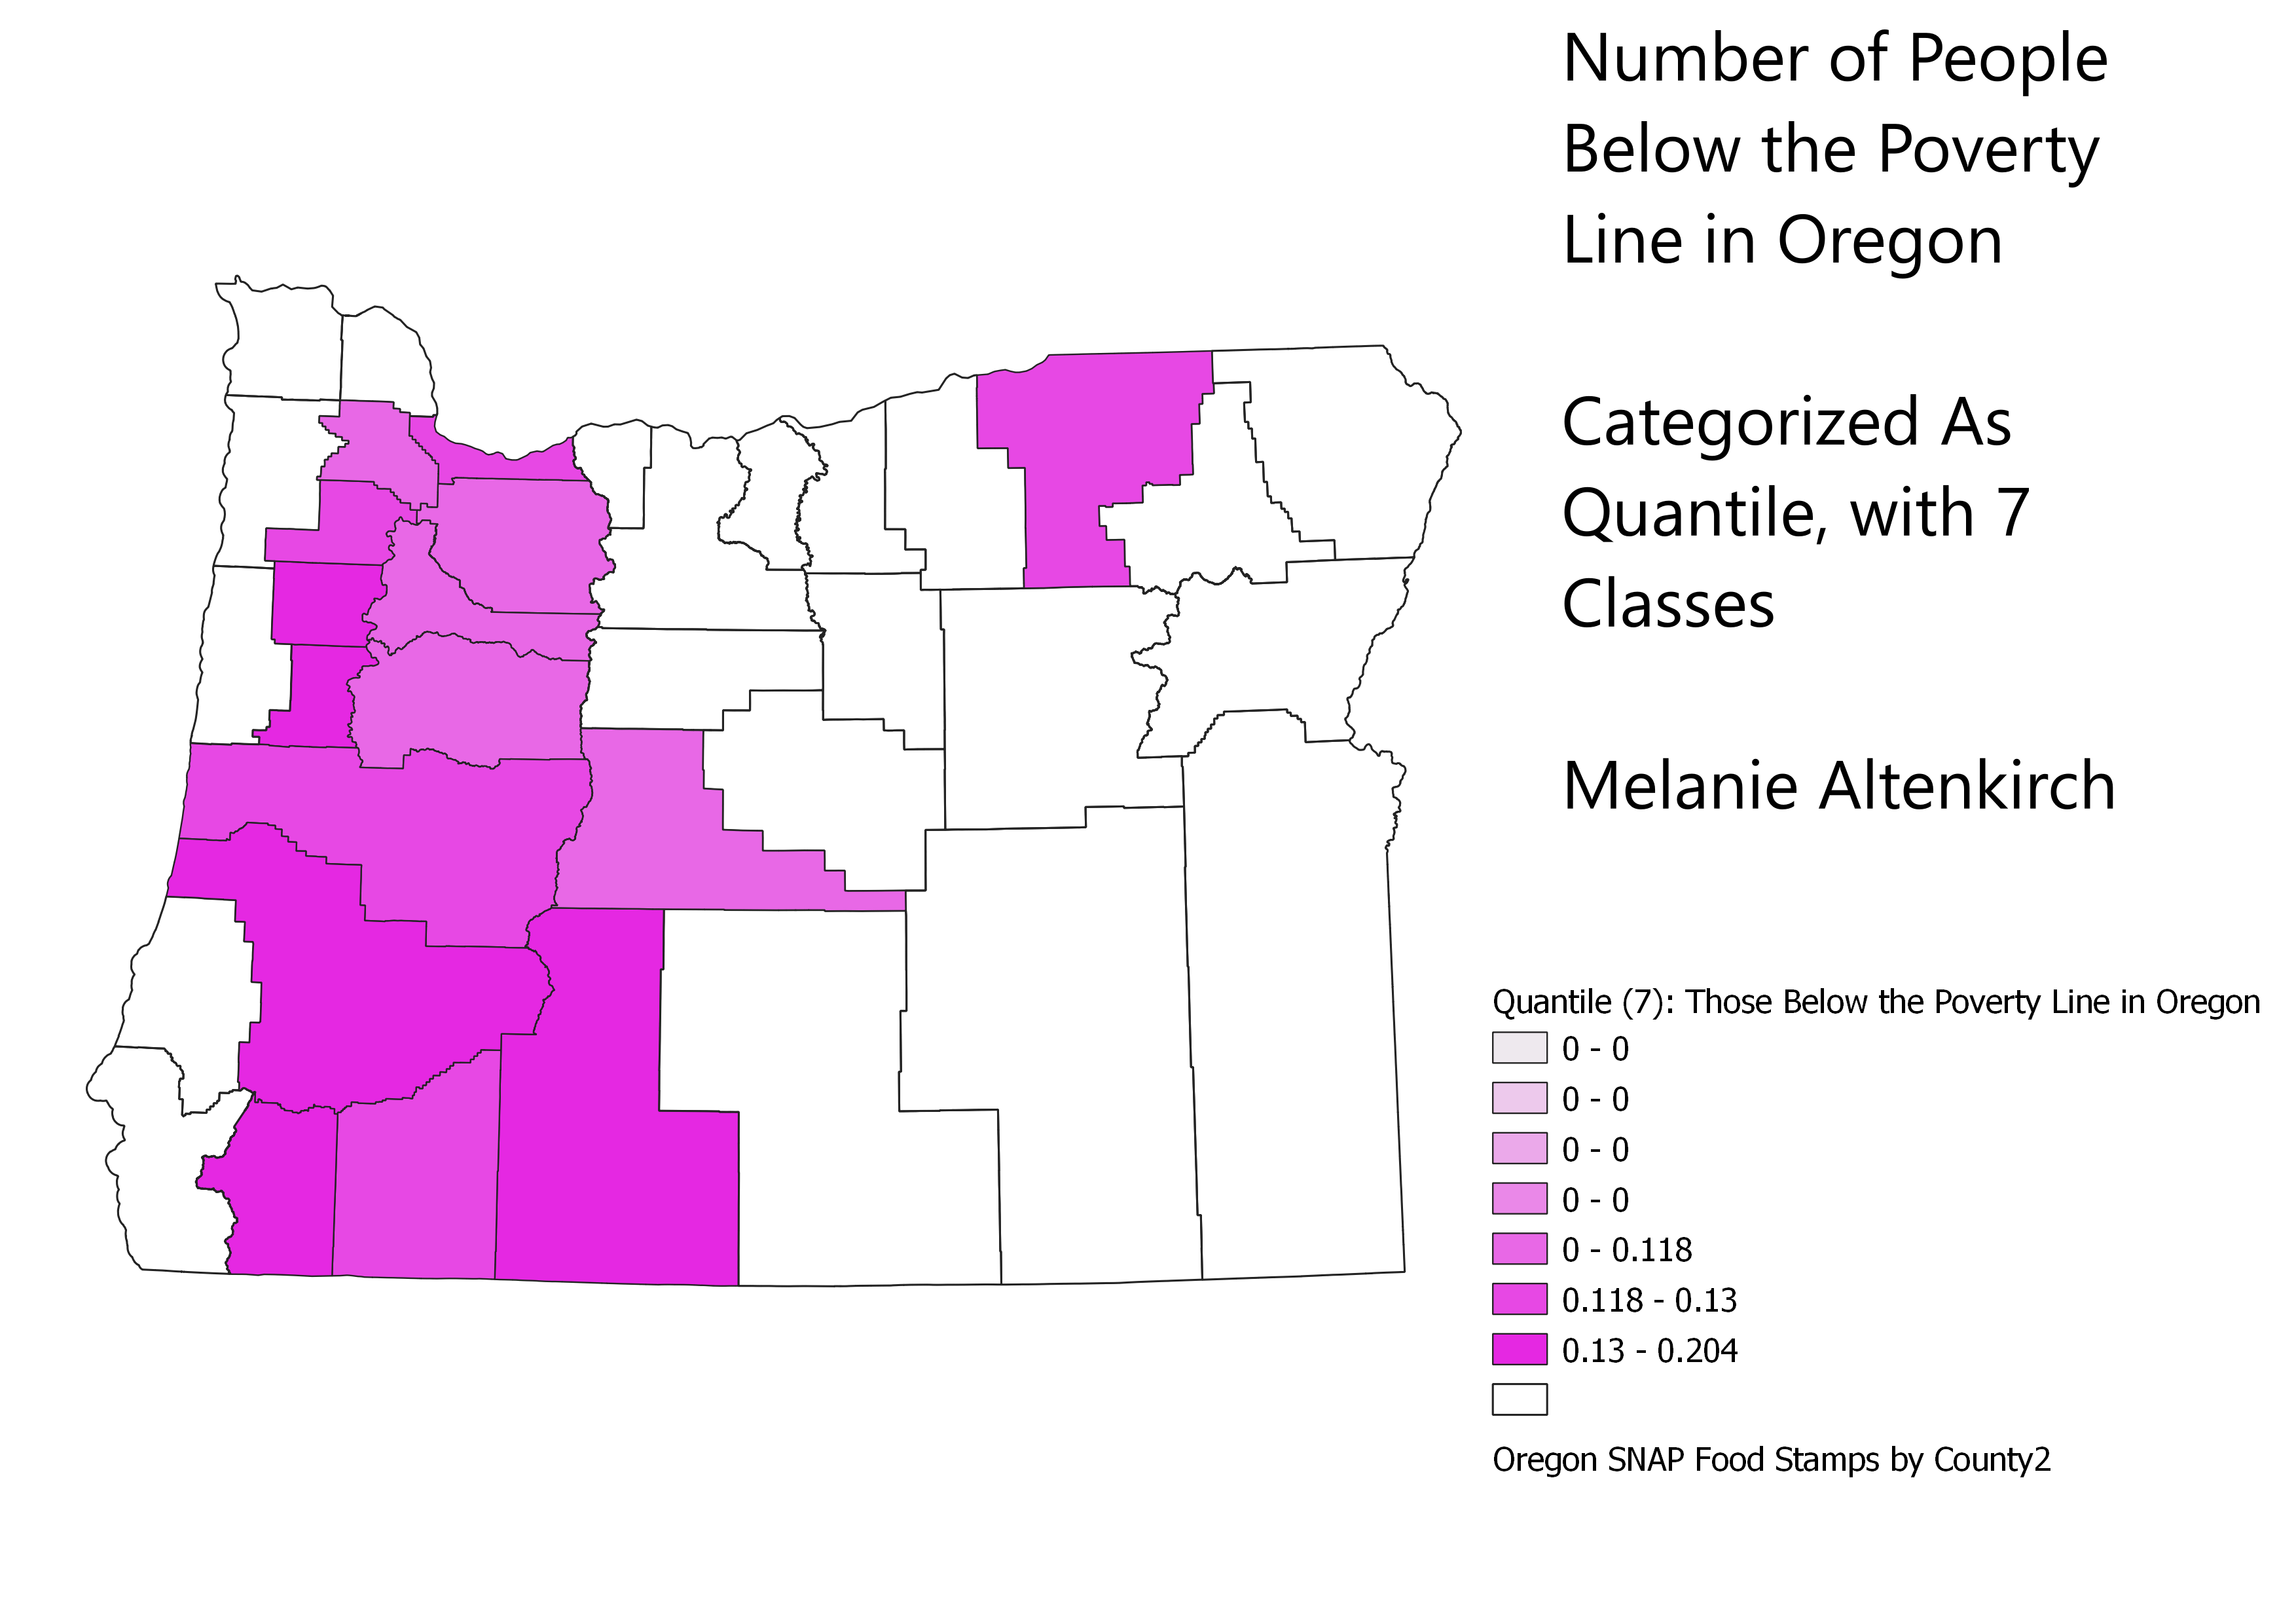 Number of People
Below the Poverty
Line in Oregon
Categorized As
Quantile, with 7
Classes
Melanie Altenkirch
Quantile (7): Those Below the Poverty Line in Oregon
0 - 0
0 - 0
0 - 0
0 - 0
0 - 0.118
0.118 - 0.13
0.13 - 0.204
Oregon SNAP Food Stamps by County2